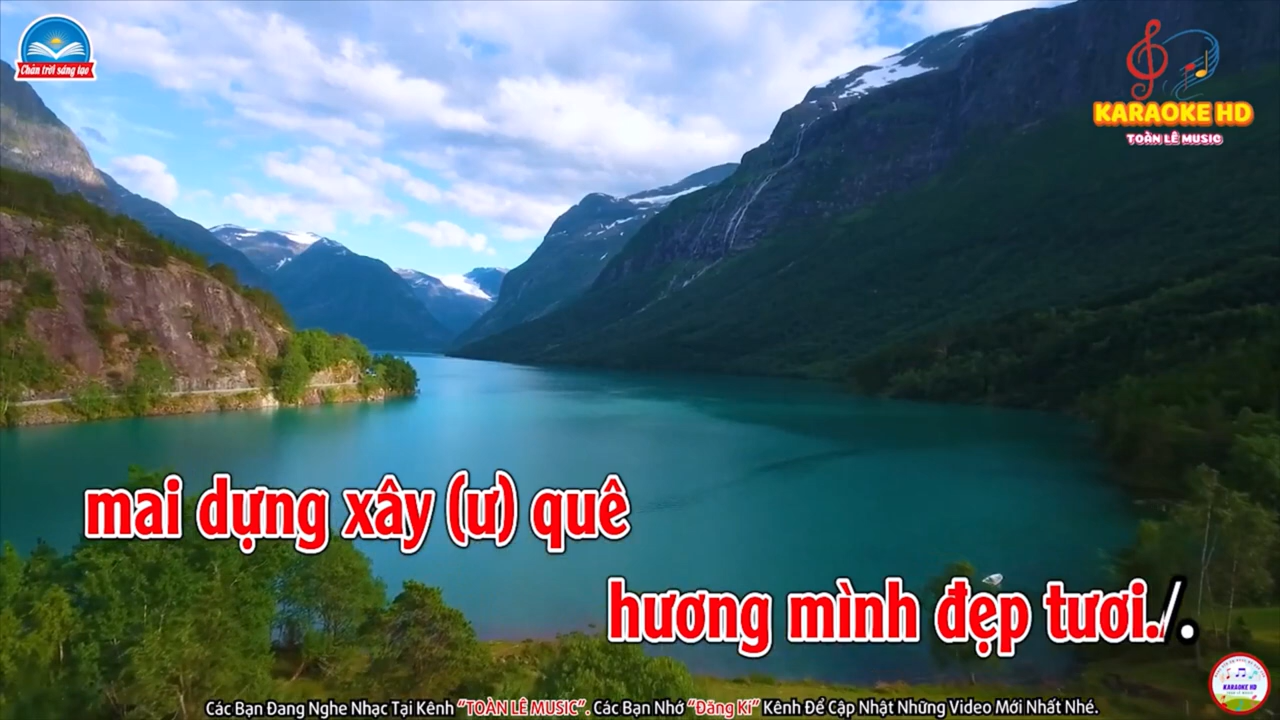 Chân trời sáng tạo
KARAOKE HD
TOÀN LÊ MUSIC
mai dựng xây (ư) quê
hương mình đẹp tươi./.
KARAOKE HD
Các Bạn Đang Nghe Nhạc Tại Kênh “TOÀN LÊ MUSIC”. Các Bạn Nhớ “Đăng Kí” Kênh Để Cập Nhật Những Video Mới Nhất Nhé.